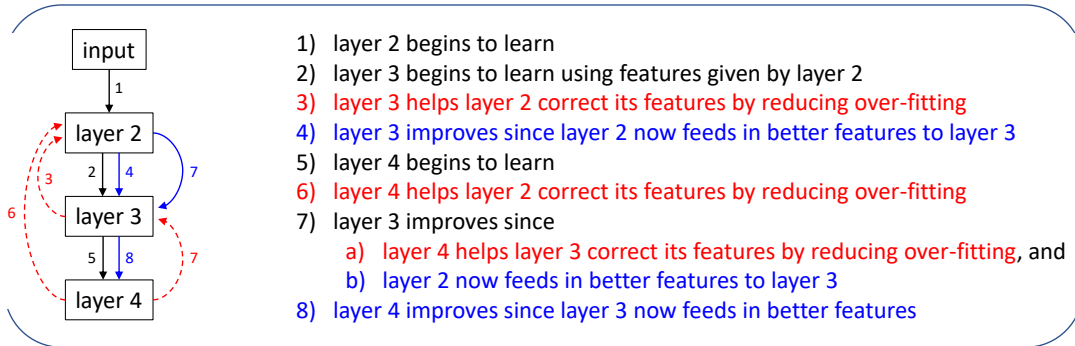 input
1
layer 2
2
4
7
3
layer 3
6
5
8
7
layer 4
1) layer 2 begins to learn
2) layer 3 begins to learn using features given by layer 2
3) layer 3 helps layer 2 correct its features by reducing over-fitting
4) layer 3 improves since layer 2 now feeds in better features to layer 3
5) layer 4 begins to learn
6) layer 4 helps layer 2 correct its features by reducing over-fitting
7) layer 3 improves since
a) layer 4 helps layer 3 correct its features by reducing over-fitting, and
b) layer 2 now feeds in better features to layer 3
8) layer 4 improves since layer 3 now feeds in better features